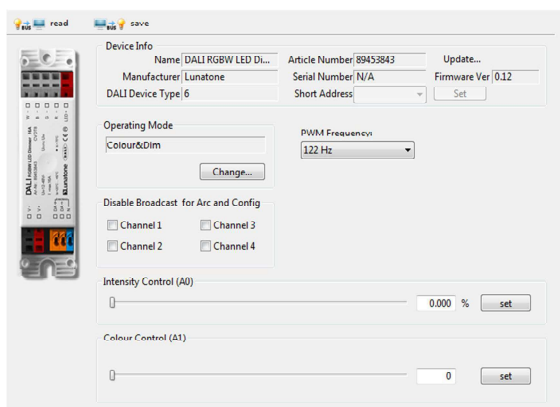 read save
Device Info
Name DALI RGBW LED Di... Article Number 89453843 Update...
Manufacturer Lunatone Serial Number N/A Firmware Ver 0.12
DALI Device Type 6 Short Address Set
Operating Mode
Colour&Dim
Change...
PWM Frequency:
122 Hz
Disable Broadcast for Arc and Config
Channel 1 Channel 3
Channel 2 Channel 4
Intensity Control (A0)
0.000 % set
Colour Control (A1)
0 set
DALI
Lunatone